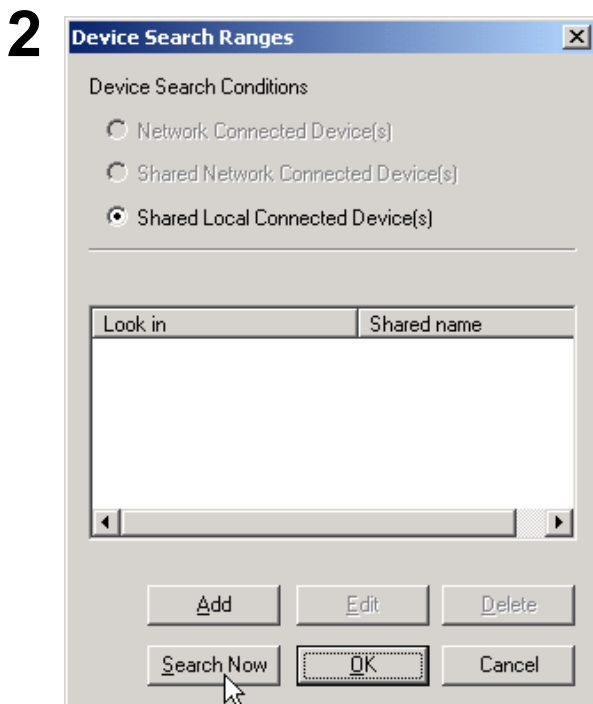 2
Device Search Ranges
Device Search Conditions
Network Connected Device(s)
Shared Network Connected Device(s)
Shared Local Connected Device(s)
Look in Shared name
Add Edit Delete
Search Now OK Cancel